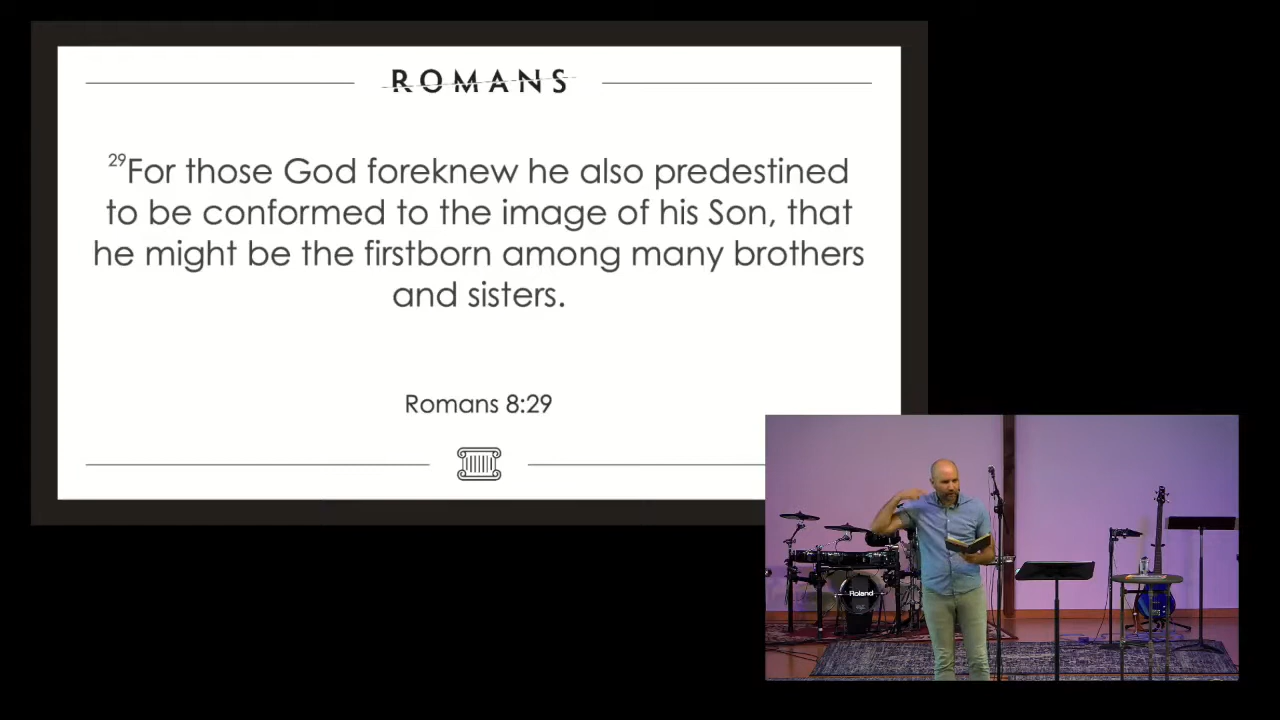 ROMANS
29For those God foreknew he also predestined
to be conformed to the image of his Son, that
he might be the firstborn among many brothers
and sisters.
Romans 8:29
Roland